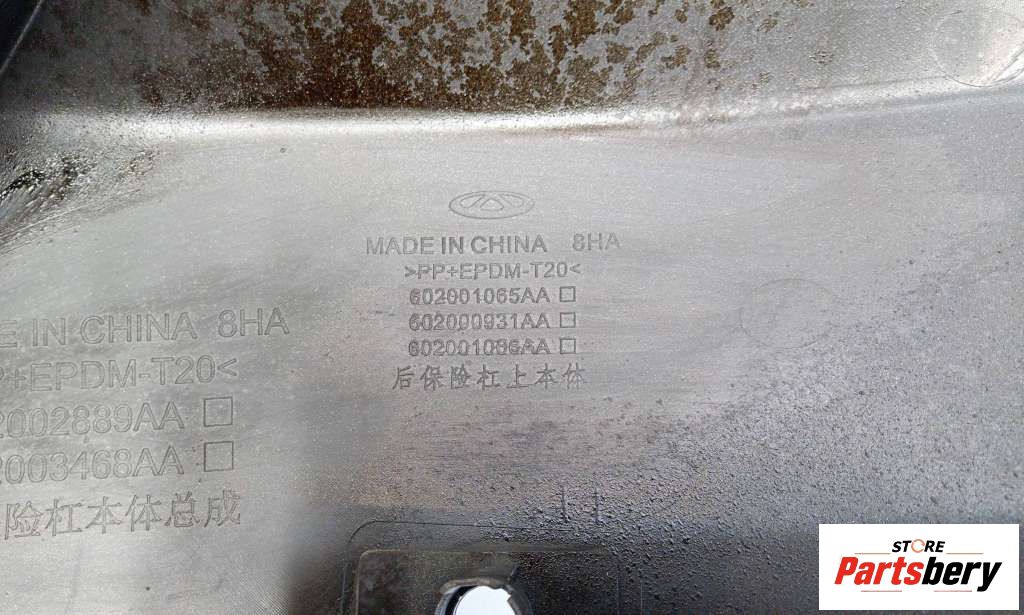 MADE IN CHINA 8HA
>PP+EPDM-T20<
602001065AA □
602000931AA □
602001086AA □
后保险杠上本体
E IN CHINA 8HA
P+EPDM-T20<
2002889AA □
2003468AA □
险杠本体总成
STORE
Partsbery